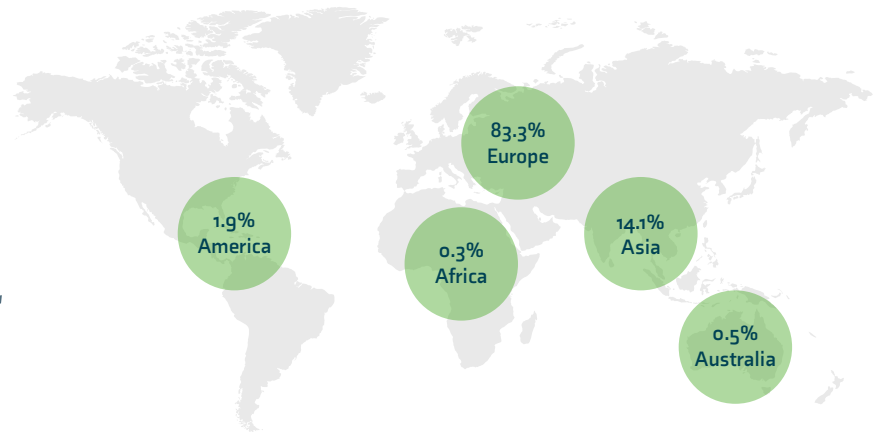 83.3%
Europe
1.9%
America
14.1%
Asia
0.3%
Africa
0.5%
Australia